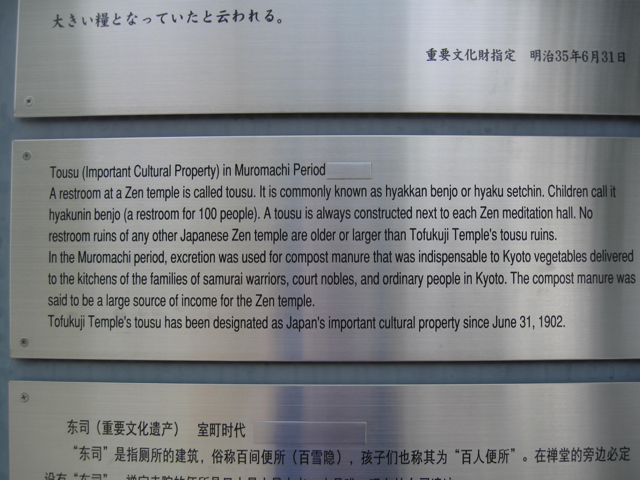 大きい糧となっていたと云われる。
重要文化財指定　明治35年6月31日
Tousu (Important Cultural Property) in Muromachi Period
A restroom at a Zen temple is called tousu. It is commonly known as hyakkan benjo or hyaku setchin. Children call it
hyakunin benjo (a restroom for 100 people). A tousu is always constructed next to each Zen meditation hall. No
restroom ruins of any other Japanese Zen temple are older or larger than Tofukuji Temple's tousu ruins.
In the Muromachi period, excretion was used for compost manure that was indispensable to Kyoto vegetables delivered
to the kitchens of the families of samurai warriors, court nobles, and ordinary people in Kyoto. The compost manure was
said to be a large source of income for the Zen temple.
Tofukuji Temple's tousu has been designated as Japan's important cultural property since June 31, 1902.
东司（重要文化遗产）　室町时代
“东司”是指厕所的建筑，俗称百间便所（百雪隐），孩子们也称其为“百人便所”。在禅堂的旁边必定